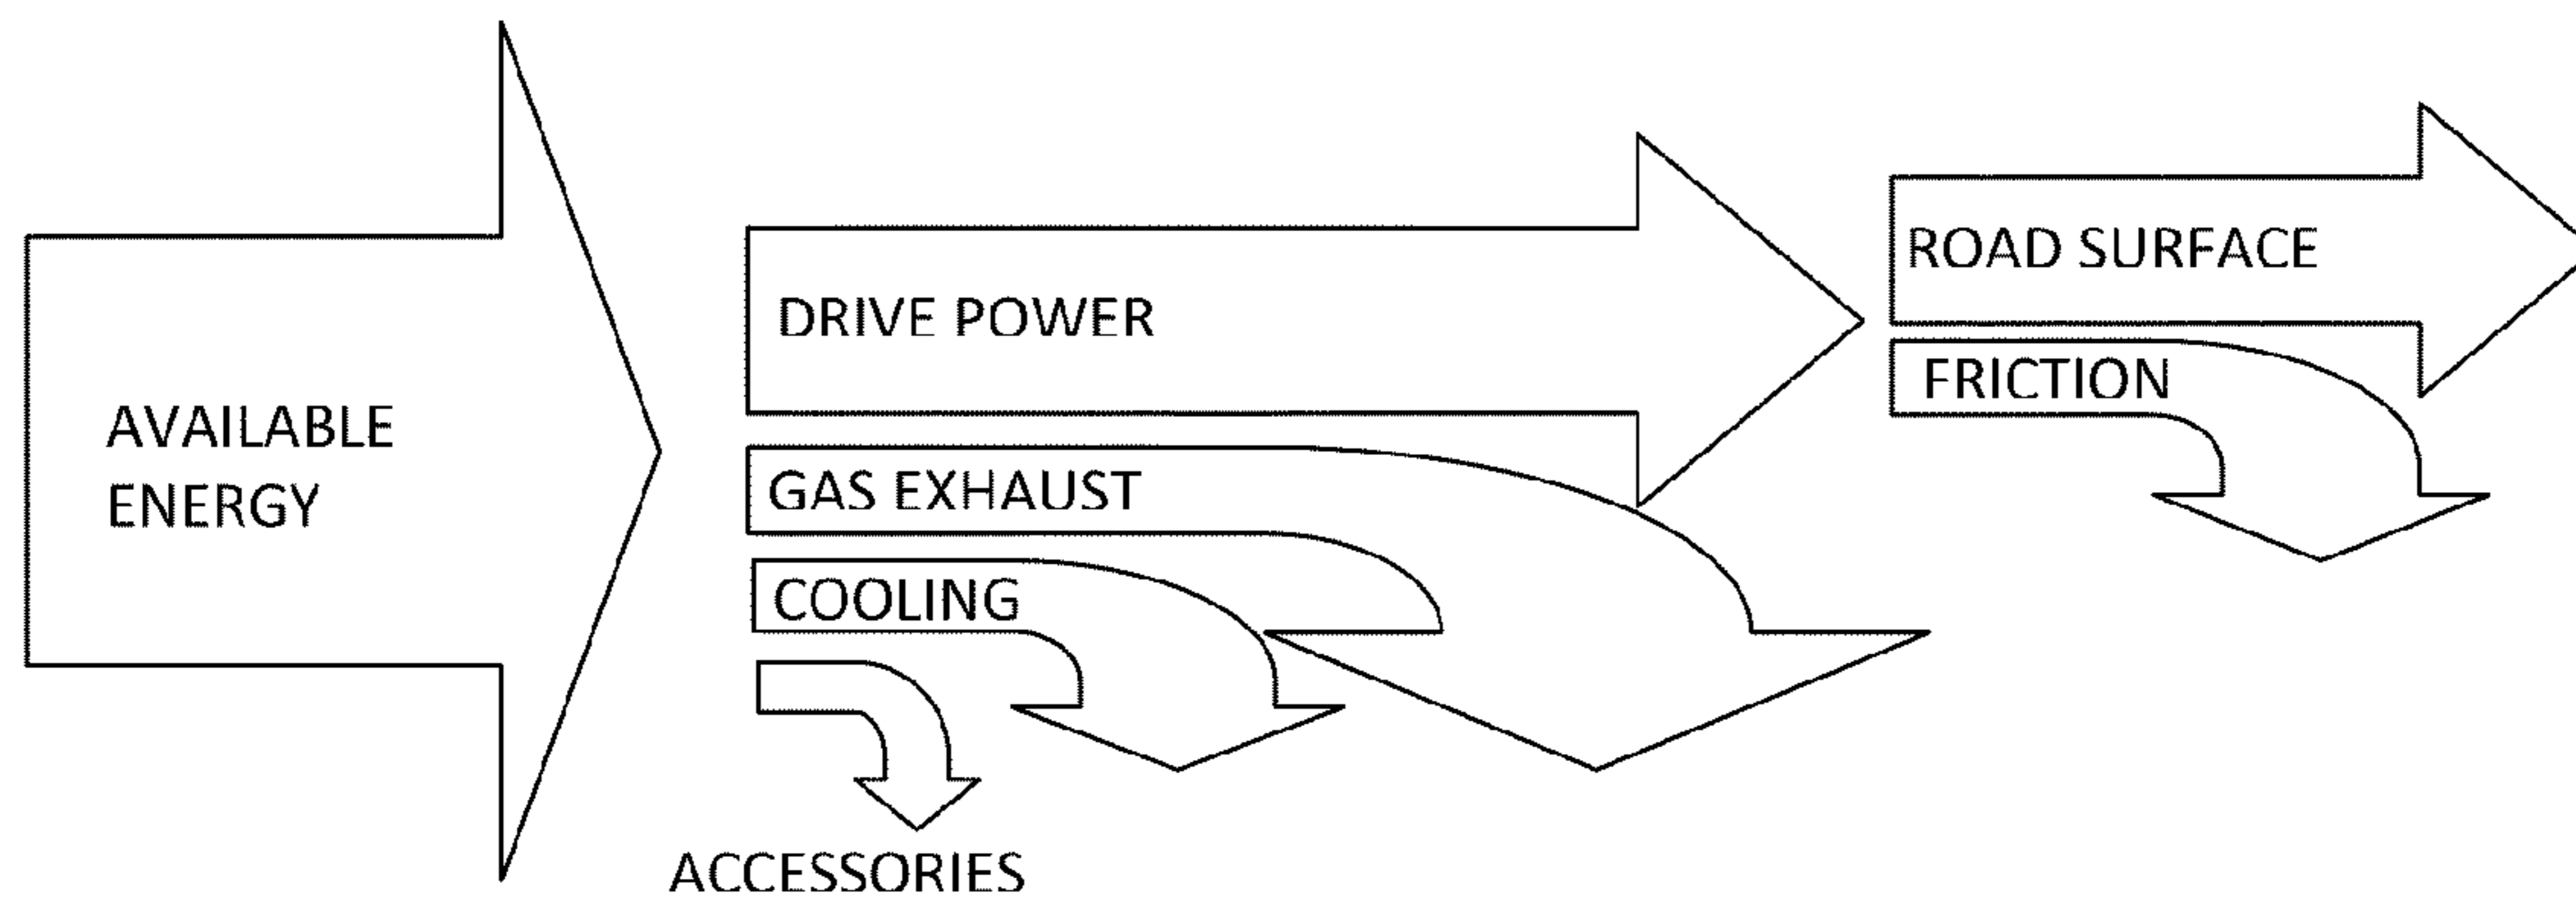 AVAILABLE
ENERGY
DRIVE POWER
GAS EXHAUST
COOLING
ACCESSORIES
ROAD SURFACE
FRICTION